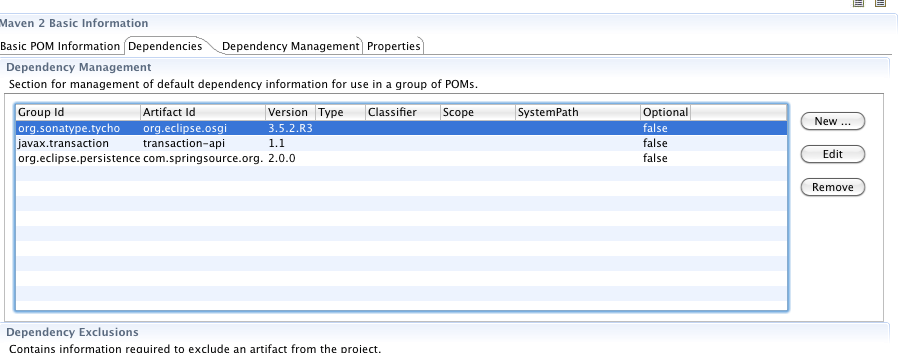 Maven 2 Basic Information
Basic POM Information Dependencies Dependency Management Properties
Dependency Management
Section for management of default dependency information for use in a group of POMs.
Group Id Artifact Id Version Type Classifier Scope SystemPath Optional
org.sonatype.tycho org.eclipse.osgi 3.5.2.R3 false
New ...
javax.transaction transaction-api 1.1 false
org.eclipse.persistence com.springsource.org. 2.0.0 false
Edit
Remove
Dependency Exclusions
Contains information required to exclude an artifact from the project.